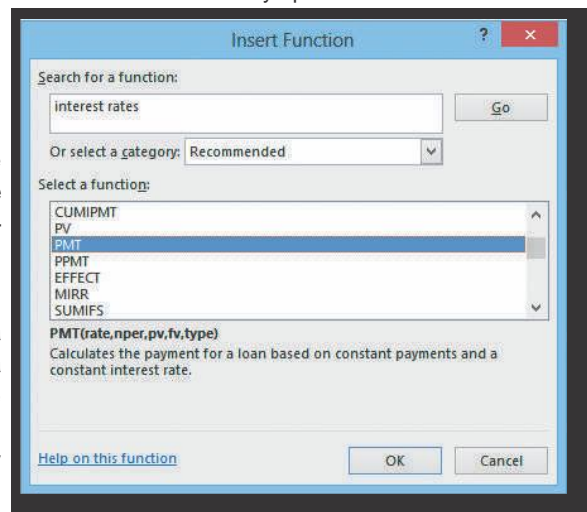 Insert Function
?
Search for a function:
interest rates
Go
Or select a category: Recommended
Select a function:
CUMIPMT
PV
PMT
PPMT
EFFECT
MIRR
SUMIFS
PMT(rate,nper,pv,fv,type)
Calculates the payment for a loan based on constant payments and a
constant interest rate.
Help on this function
OK
Cancel